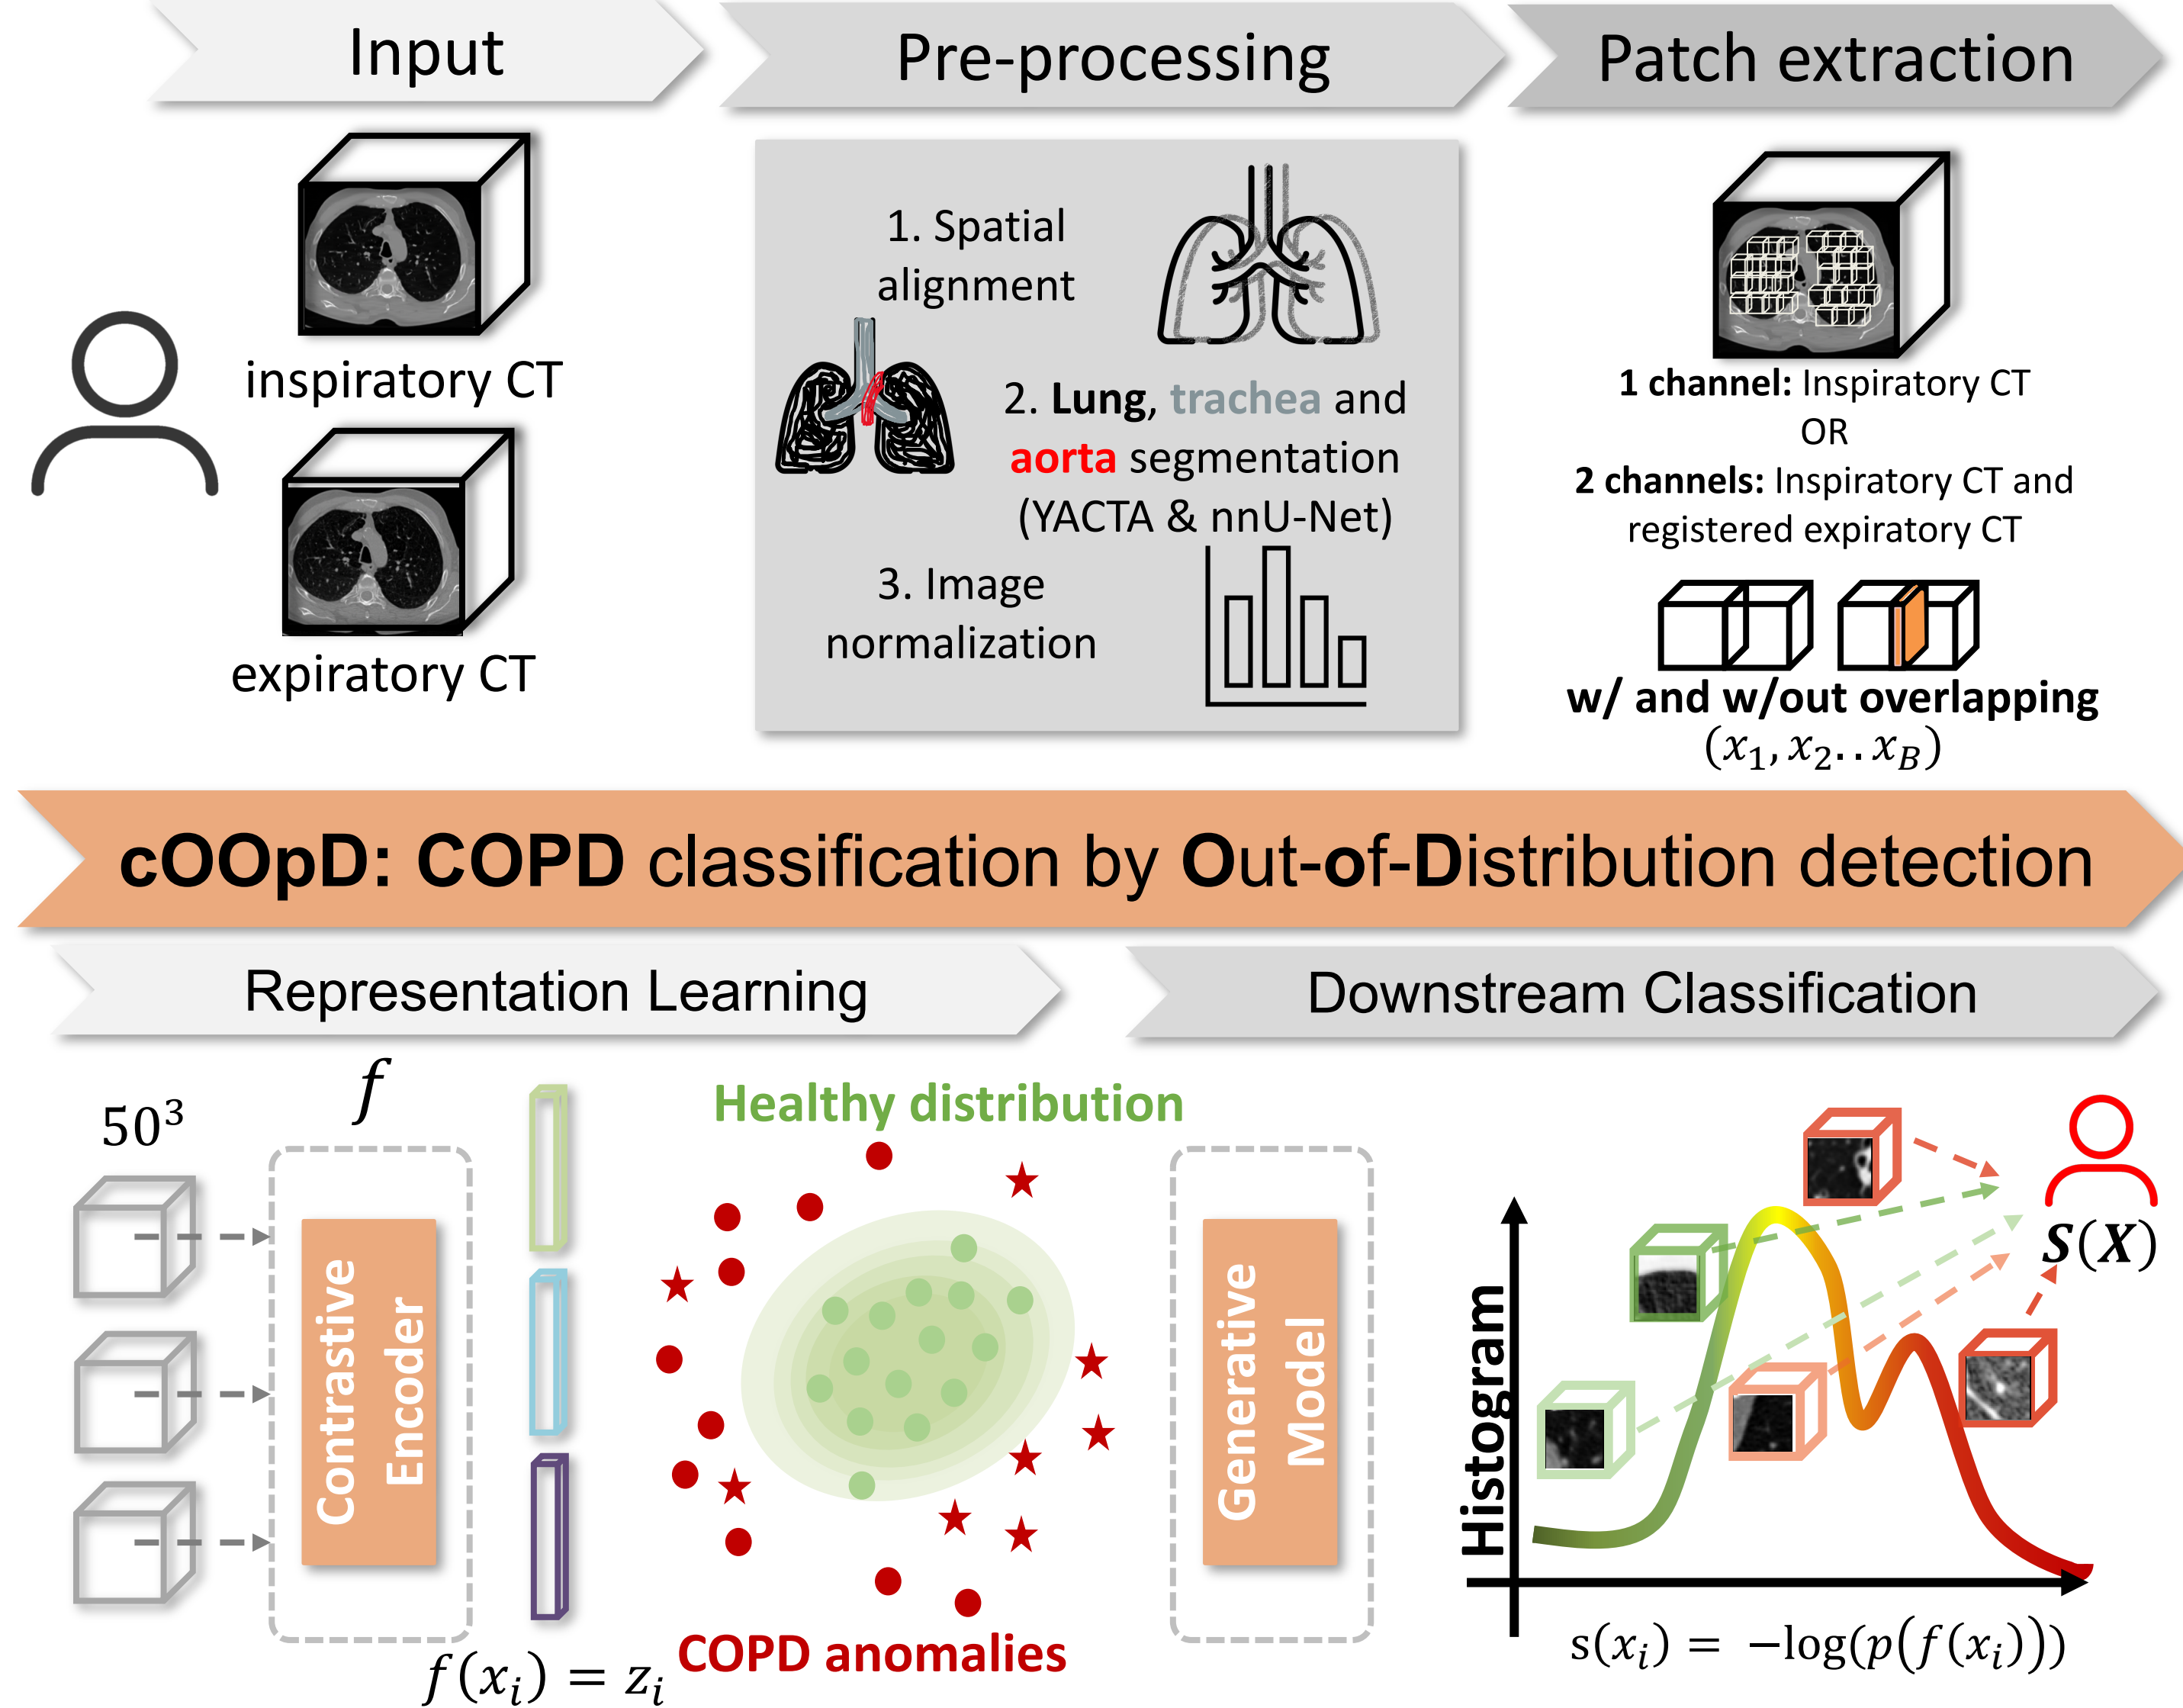 Input
Pre-processing
Patch extraction
inspiratory CT
expiratory CT
1. Spatial
alignment
2. Lung, trachea and
aorta segmentation
(YACTA & nnU-Net)
3. Image
normalization
1 channel: Inspiratory CT
OR
2 channels: Inspiratory CT and
registered expiratory CT
w/ and w/out overlapping
(x₁, x₂. . x_B)
cOOpD: COPD classification by Out-of-Distribution detection
Representation Learning
Downstream Classification
50³
f
Contrastive
Encoder
f(xᵢ) = zᵢ
Healthy distribution
COPD anomalies
Generative
Model
Histogram
S(X)
s(xᵢ) = −log(p(f(xᵢ)))